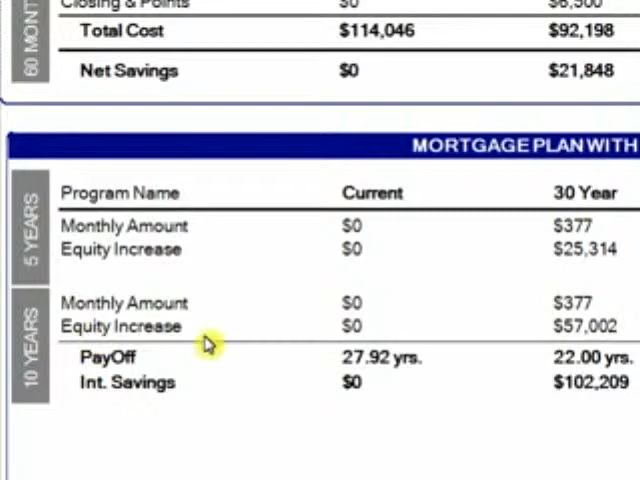 Closing & Points $0 $6,500
60 MONT
Total Cost $114,046 $92,198
Net Savings $0 $21,848
MORTGAGE PLAN WITH
5 YEARS
Program Name Current 30 Year
Monthly Amount $0 $377
Equity Increase $0 $25,314
10 YEARS
Monthly Amount $0 $377
Equity Increase $0 $57,002
PayOff 27.92 yrs. 22.00 yrs.
Int. Savings $0 $102,209